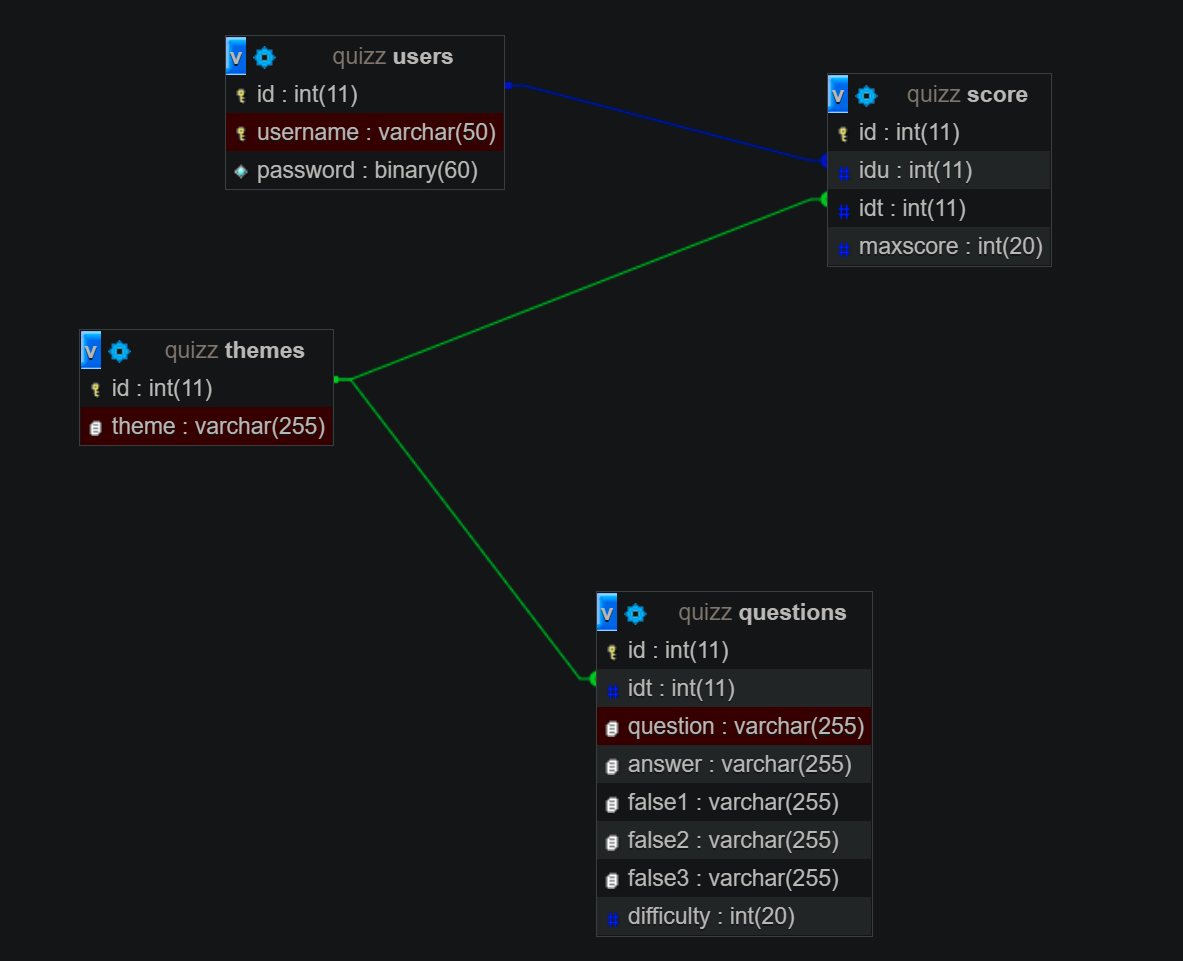 v quizz users
id : int(11)
username : varchar(50)
password : binary(60)
v quizz score
id : int(11)
idu : int(11)
idt : int(11)
maxscore : int(20)
v quizz themes
id : int(11)
theme : varchar(255)
v quizz questions
id : int(11)
idt : int(11)
question : varchar(255)
answer : varchar(255)
false1 : varchar(255)
false2 : varchar(255)
false3 : varchar(255)
difficulty : int(20)